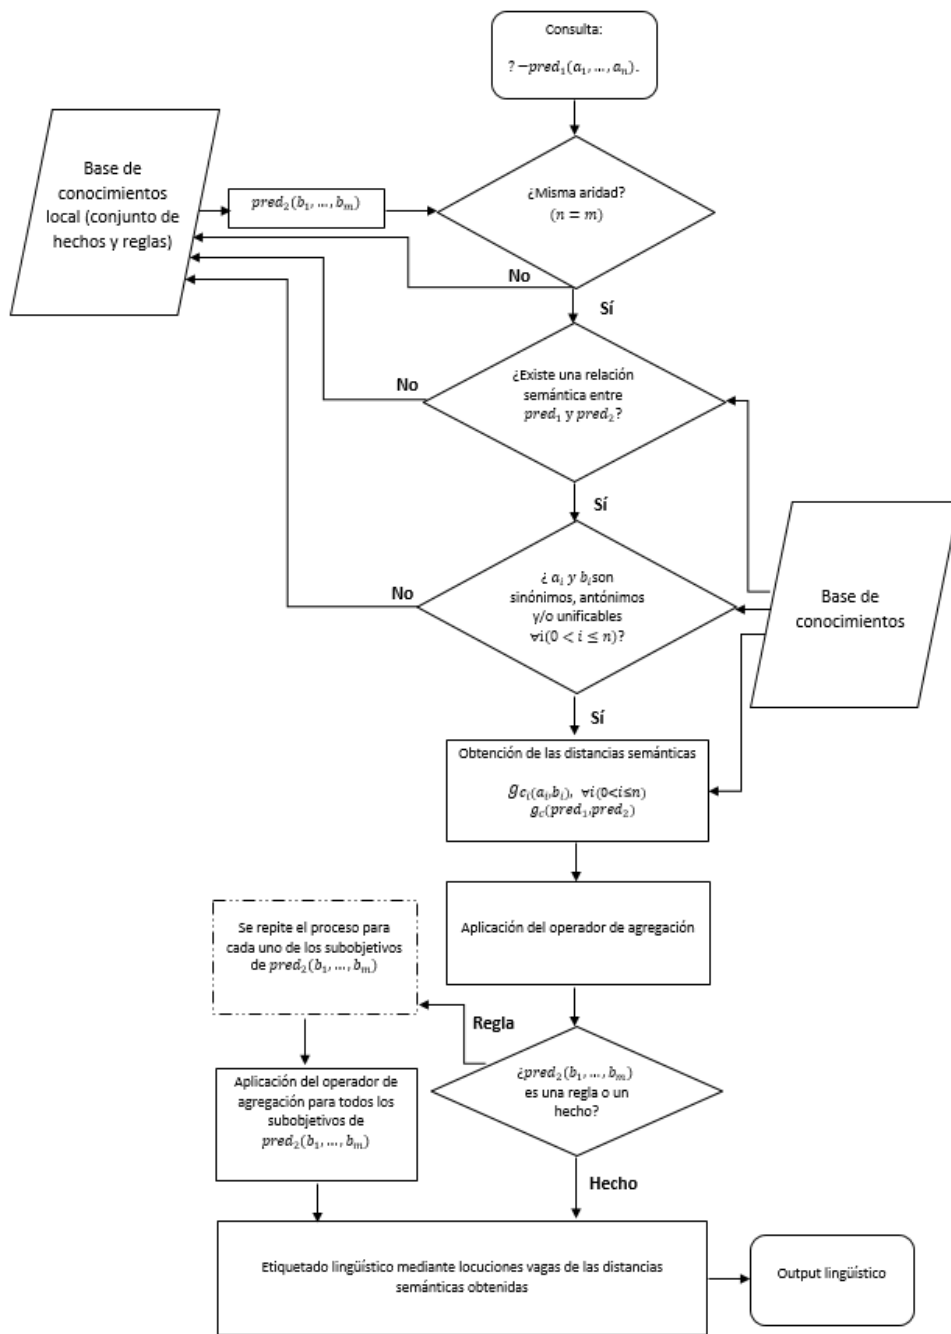 Consulta:
? −pred₁(a₁, …, aₙ).
Base de
conocimientos
local (conjunto de
hechos y reglas)
pred₂(b₁, …, bₘ)
¿Misma aridad?
(n = m)
No
Sí
¿Existe una relación
semántica entre
pred₁ y pred₂?
No
Sí
¿ aᵢ y bᵢson
sinónimos, antónimos
y/o unificables
∀i(0 < i ≤ n)?
No
Base de
conocimientos
Sí
Obtención de las distancias semánticas
g_cᵢ(aᵢ,bᵢ), ∀i(0<i≤n)
g_c(pred₁,pred₂)
Aplicación del operador de agregación
Se repite el proceso para
cada uno de los subobjetivos
de pred₂(b₁, …, bₘ)
Regla
¿pred₂(b₁, …, bₘ)
es una regla o un
hecho?
Aplicación del operador de
agregación para todos los
subobjetivos de
pred₂(b₁, …, bₘ)
Hecho
Etiquetado lingüístico mediante locuciones vagas de las distancias
semánticas obtenidas
Output lingüístico